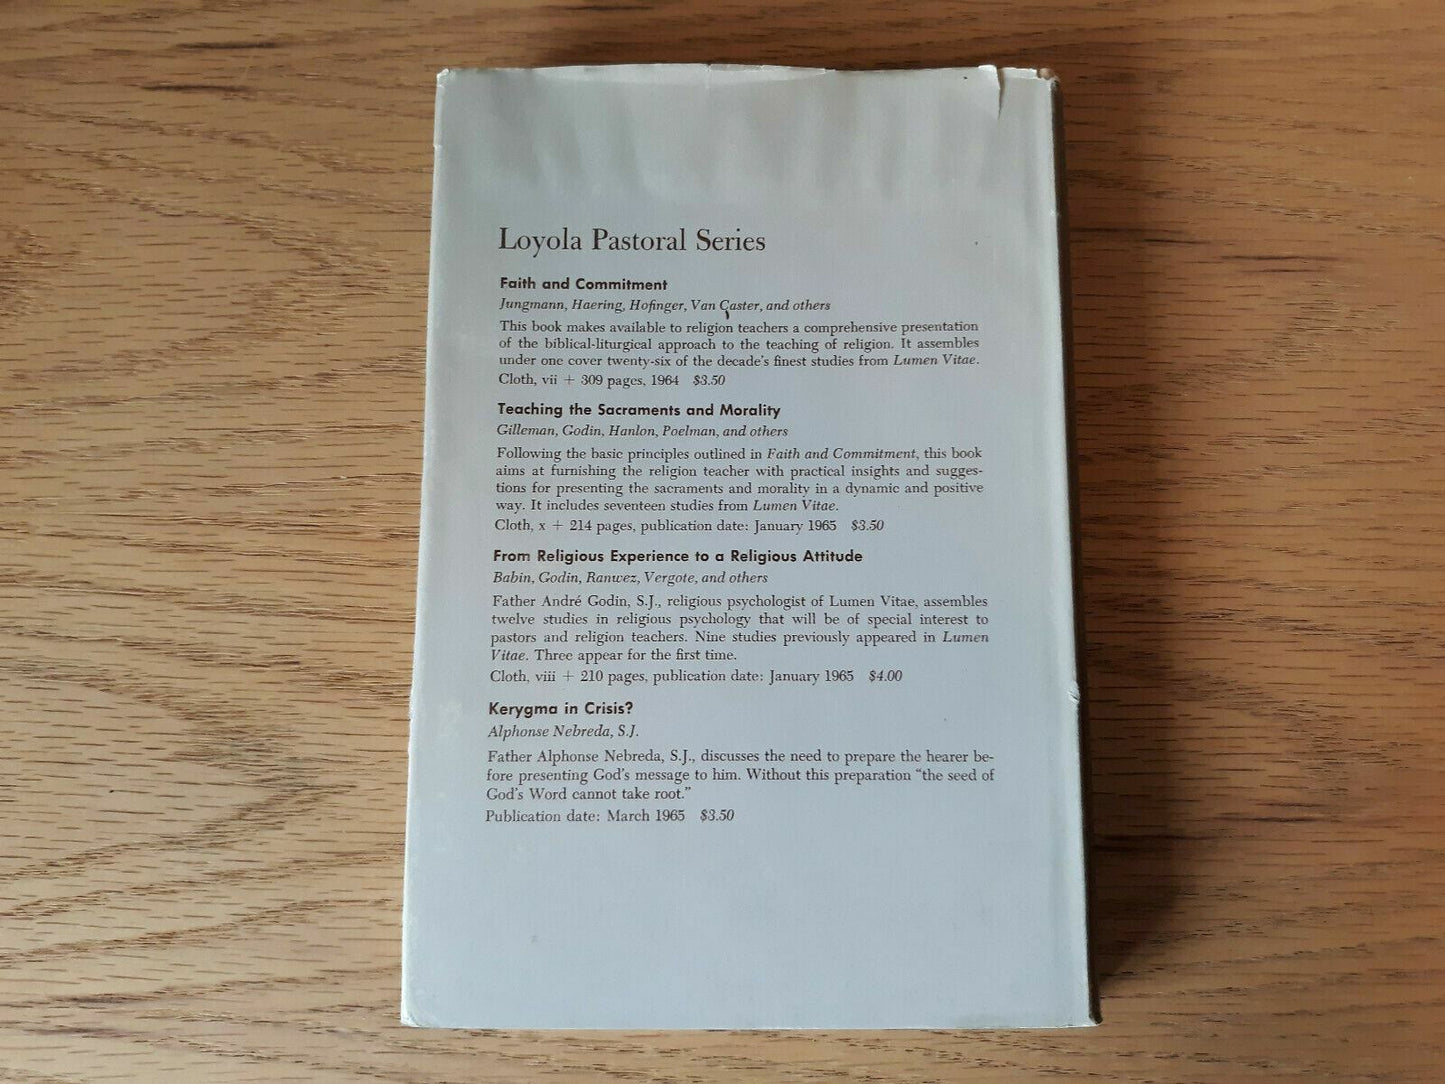 Loyola Pastoral Series
Faith and Commitment
Jungmann, Haering, Hofinger, Van Caster, and others
This book makes available to religion teachers a comprehensive presentation
of the biblical-liturgical approach to the teaching of religion. It assembles
under one cover twenty-six of the decade's finest studies from Lumen Vitae.
Cloth, vii + 309 pages, 1964 $3.50
Teaching the Sacraments and Morality
Gilleman, Godin, Hanlon, Poelman, and others
Following the basic principles outlined in Faith and Commitment, this book
aims at furnishing the religion teacher with practical insights and sugges-
tions for presenting the sacraments and morality in a dynamic and positive
way. It includes seventeen studies from Lumen Vitae.
Cloth, x + 214 pages, publication date: January 1965 $3.50
From Religious Experience to a Religious Attitude
Babin, Godin, Ranwez, Vergote, and others
Father André Godin, S.J., religious psychologist of Lumen Vitae, assembles
twelve studies in religious psychology that will be of special interest to
pastors and religion teachers. Nine studies previously appeared in Lumen
Vitae. Three appear for the first time.
Cloth, viii + 210 pages, publication date: January 1965 $4.00
Kerygma in Crisis?
Alphonse Nebreda, S.J.
Father Alphonse Nebreda, S.J., discusses the need to prepare the hearer be-
fore presenting God's message to him. Without this preparation "the seed of
God's Word cannot take root."
Publication date: March 1965 $3.50